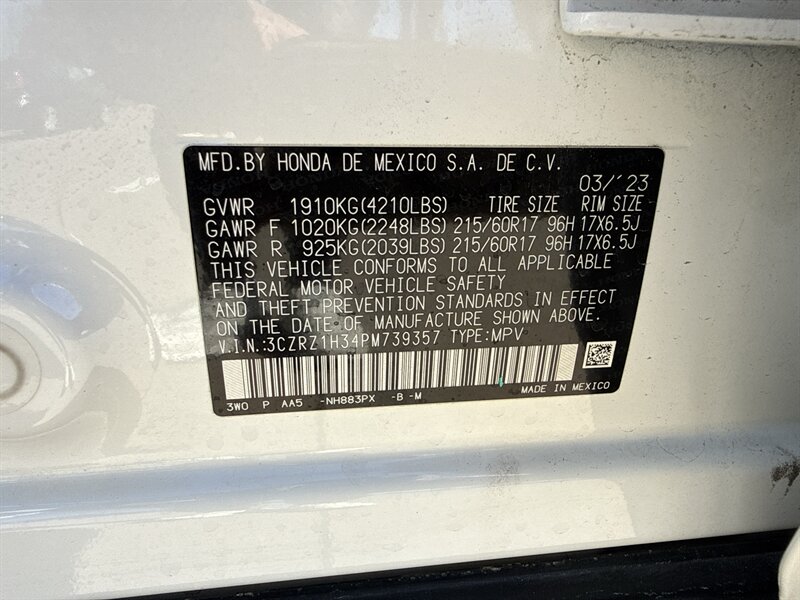 MFD.BY HONDA DE MEXICO S.A. DE C.V.
03/'23
GVWR 1910KG(4210LBS) TIRE SIZE RIM SIZE
GAWR F 1020KG(2248LBS) 215/60R17 96H 17X6.5J
GAWR R 925KG(2039LBS) 215/60R17 96H 17X6.5J
THIS VEHICLE CONFORMS TO ALL APPLICABLE
FEDERAL MOTOR VEHICLE SAFETY
AND THEFT PREVENTION STANDARDS IN EFFECT
ON THE DATE OF MANUFACTURE SHOWN ABOVE.
V.I.N.:3CZRZ1H34PM739357 TYPE:MPV
3W0 P AA5 -NH883PX -B -M MADE IN MEXICO